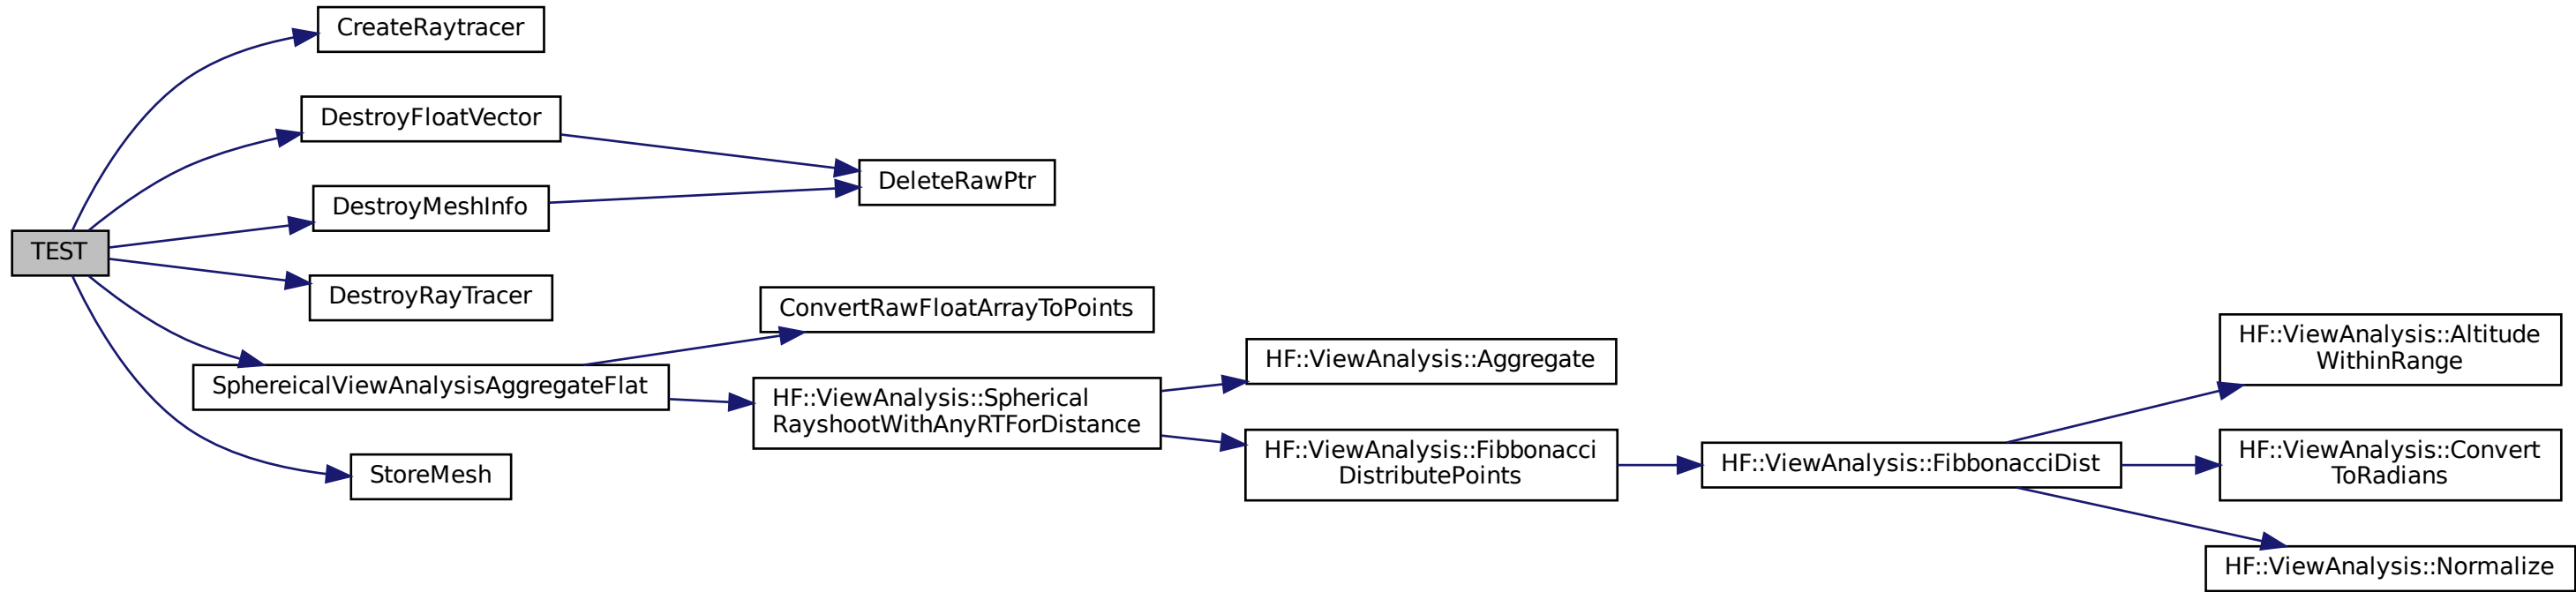 CreateRaytracer
DestroyFloatVector
DeleteRawPtr
DestroyMeshInfo
TEST
DestroyRayTracer
ConvertRawFloatArrayToPoints
SphereicalViewAnalysisAggregateFlat
HF::ViewAnalysis::Spherical
RayshootWithAnyRTForDistance
HF::ViewAnalysis::Aggregate
HF::ViewAnalysis::Fibbonacci
DistributePoints
HF::ViewAnalysis::FibbonacciDist
HF::ViewAnalysis::Altitude
WithinRange
HF::ViewAnalysis::Convert
ToRadians
HF::ViewAnalysis::Normalize
StoreMesh